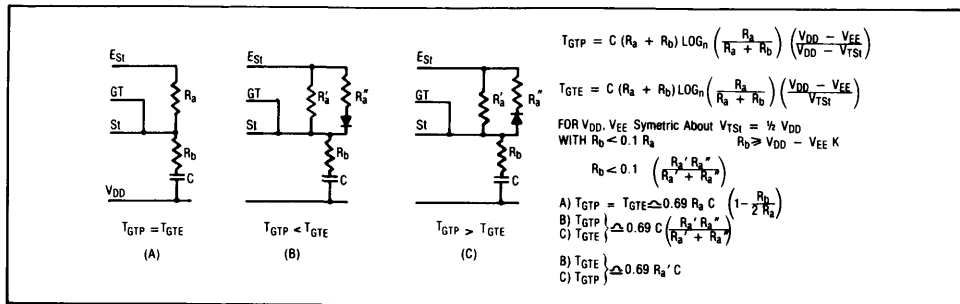 E_St
GT
St
V_DD
R_a
R_b
C
T_GTP = T_GTE
(A)
E_St
GT
St
R_a'
R_a"
R_b
C
T_GTP < T_GTE
(B)
E_St
GT
St
R_a'
R_a"
R_b
C
T_GTP > T_GTE
(C)
T_GTP = C (R_a + R_b) LOG_n (R_a / R_a + R_b) (V_DD − V_EE / V_DD − V_TSt)
T_GTE = C (R_a + R_b) LOG_n (R_a / R_a + R_b) (V_DD − V_EE / V_TSt)
FOR V_DD, V_EE Symetric About V_TSt = ½ V_DD
WITH R_b < 0.1 R_a R_b ⩾ V_DD − V_EE K
R_b < 0.1 (R_a' R_a" / R_a' + R_a")
A) T_GTP = T_GTE ≏ 0.69 R_a C (1 - R_b / 2 R_a)
B) T_GTP
C) T_GTE } ≏ 0.69 C (R_a' R_a" / R_a' + R_a")
B) T_GTE
C) T_GTP } ≏ 0.69 R_a' C